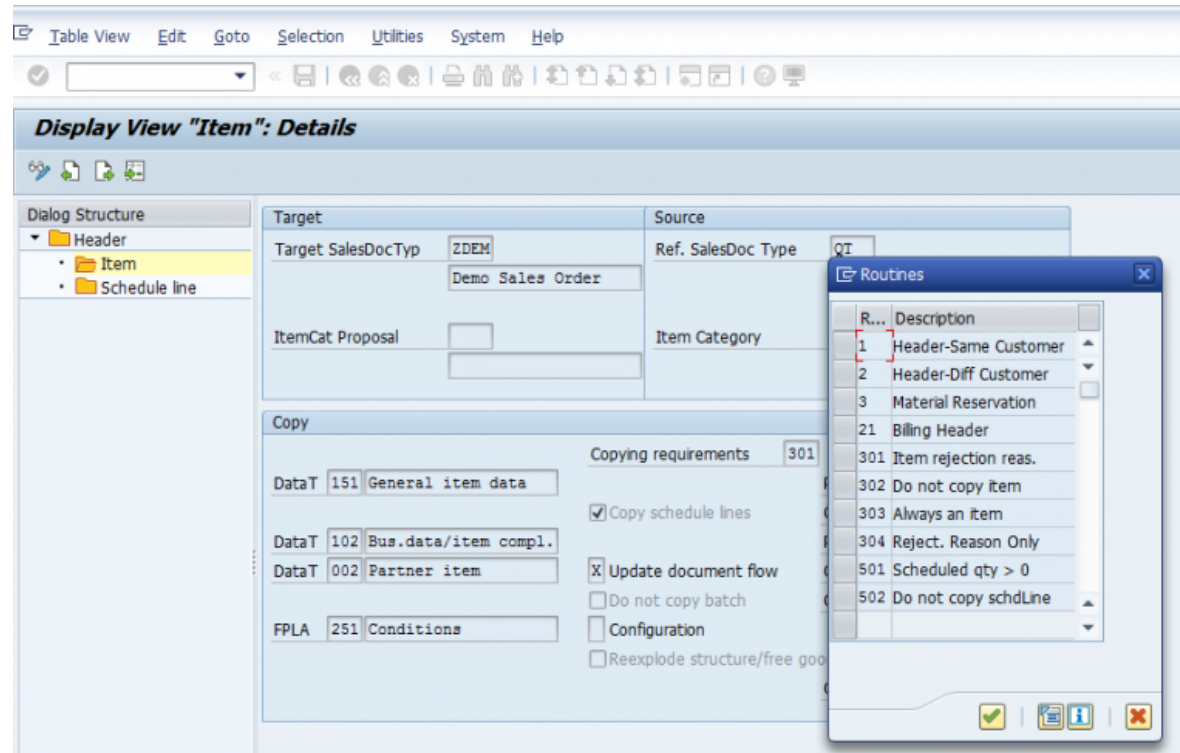 Table View Edit Goto Selection Utilities System Help
Display View "Item": Details
Dialog Structure
Header
Item
Schedule line
Target
Target SalesDocTyp ZDEM
Demo Sales Order
ItemCat Proposal
Source
Ref. SalesDoc Type QT
Item Category
Copy
Copying requirements 301
DataT 151 General item data
Copy schedule lines
DataT 102 Bus.data/item compl.
DataT 002 Partner item
X Update document flow
Do not copy batch
FPLA 251 Conditions
Configuration
Reexplode structure/free goo
Routines
R... Description
1 Header-Same Customer
2 Header-Diff Customer
3 Material Reservation
21 Billing Header
301 Item rejection reas.
302 Do not copy item
303 Always an item
304 Reject. Reason Only
501 Scheduled qty > 0
502 Do not copy schdLine